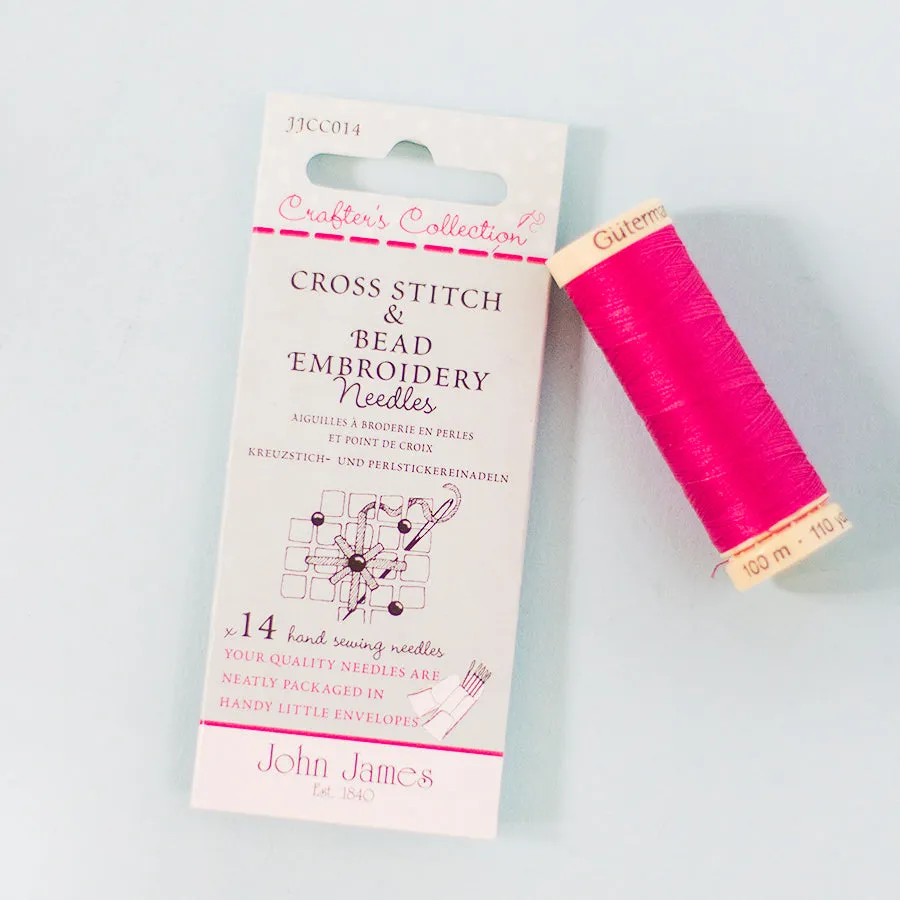 JJCC014
Crafter's Collection
CROSS STITCH
&
BEAD
EMBROIDERY
Needles
AIGUILLES À BRODERIE EN PERLES
ET POINT DE CROIX
KREUZSTICH- UND PERLSTICKEREINADELN
x 14 hand sewing needles
YOUR QUALITY NEEDLES ARE
NEATLY PACKAGED IN
HANDY LITTLE ENVELOPES
John James
Est. 1840
Güterma
100 m · 110 y